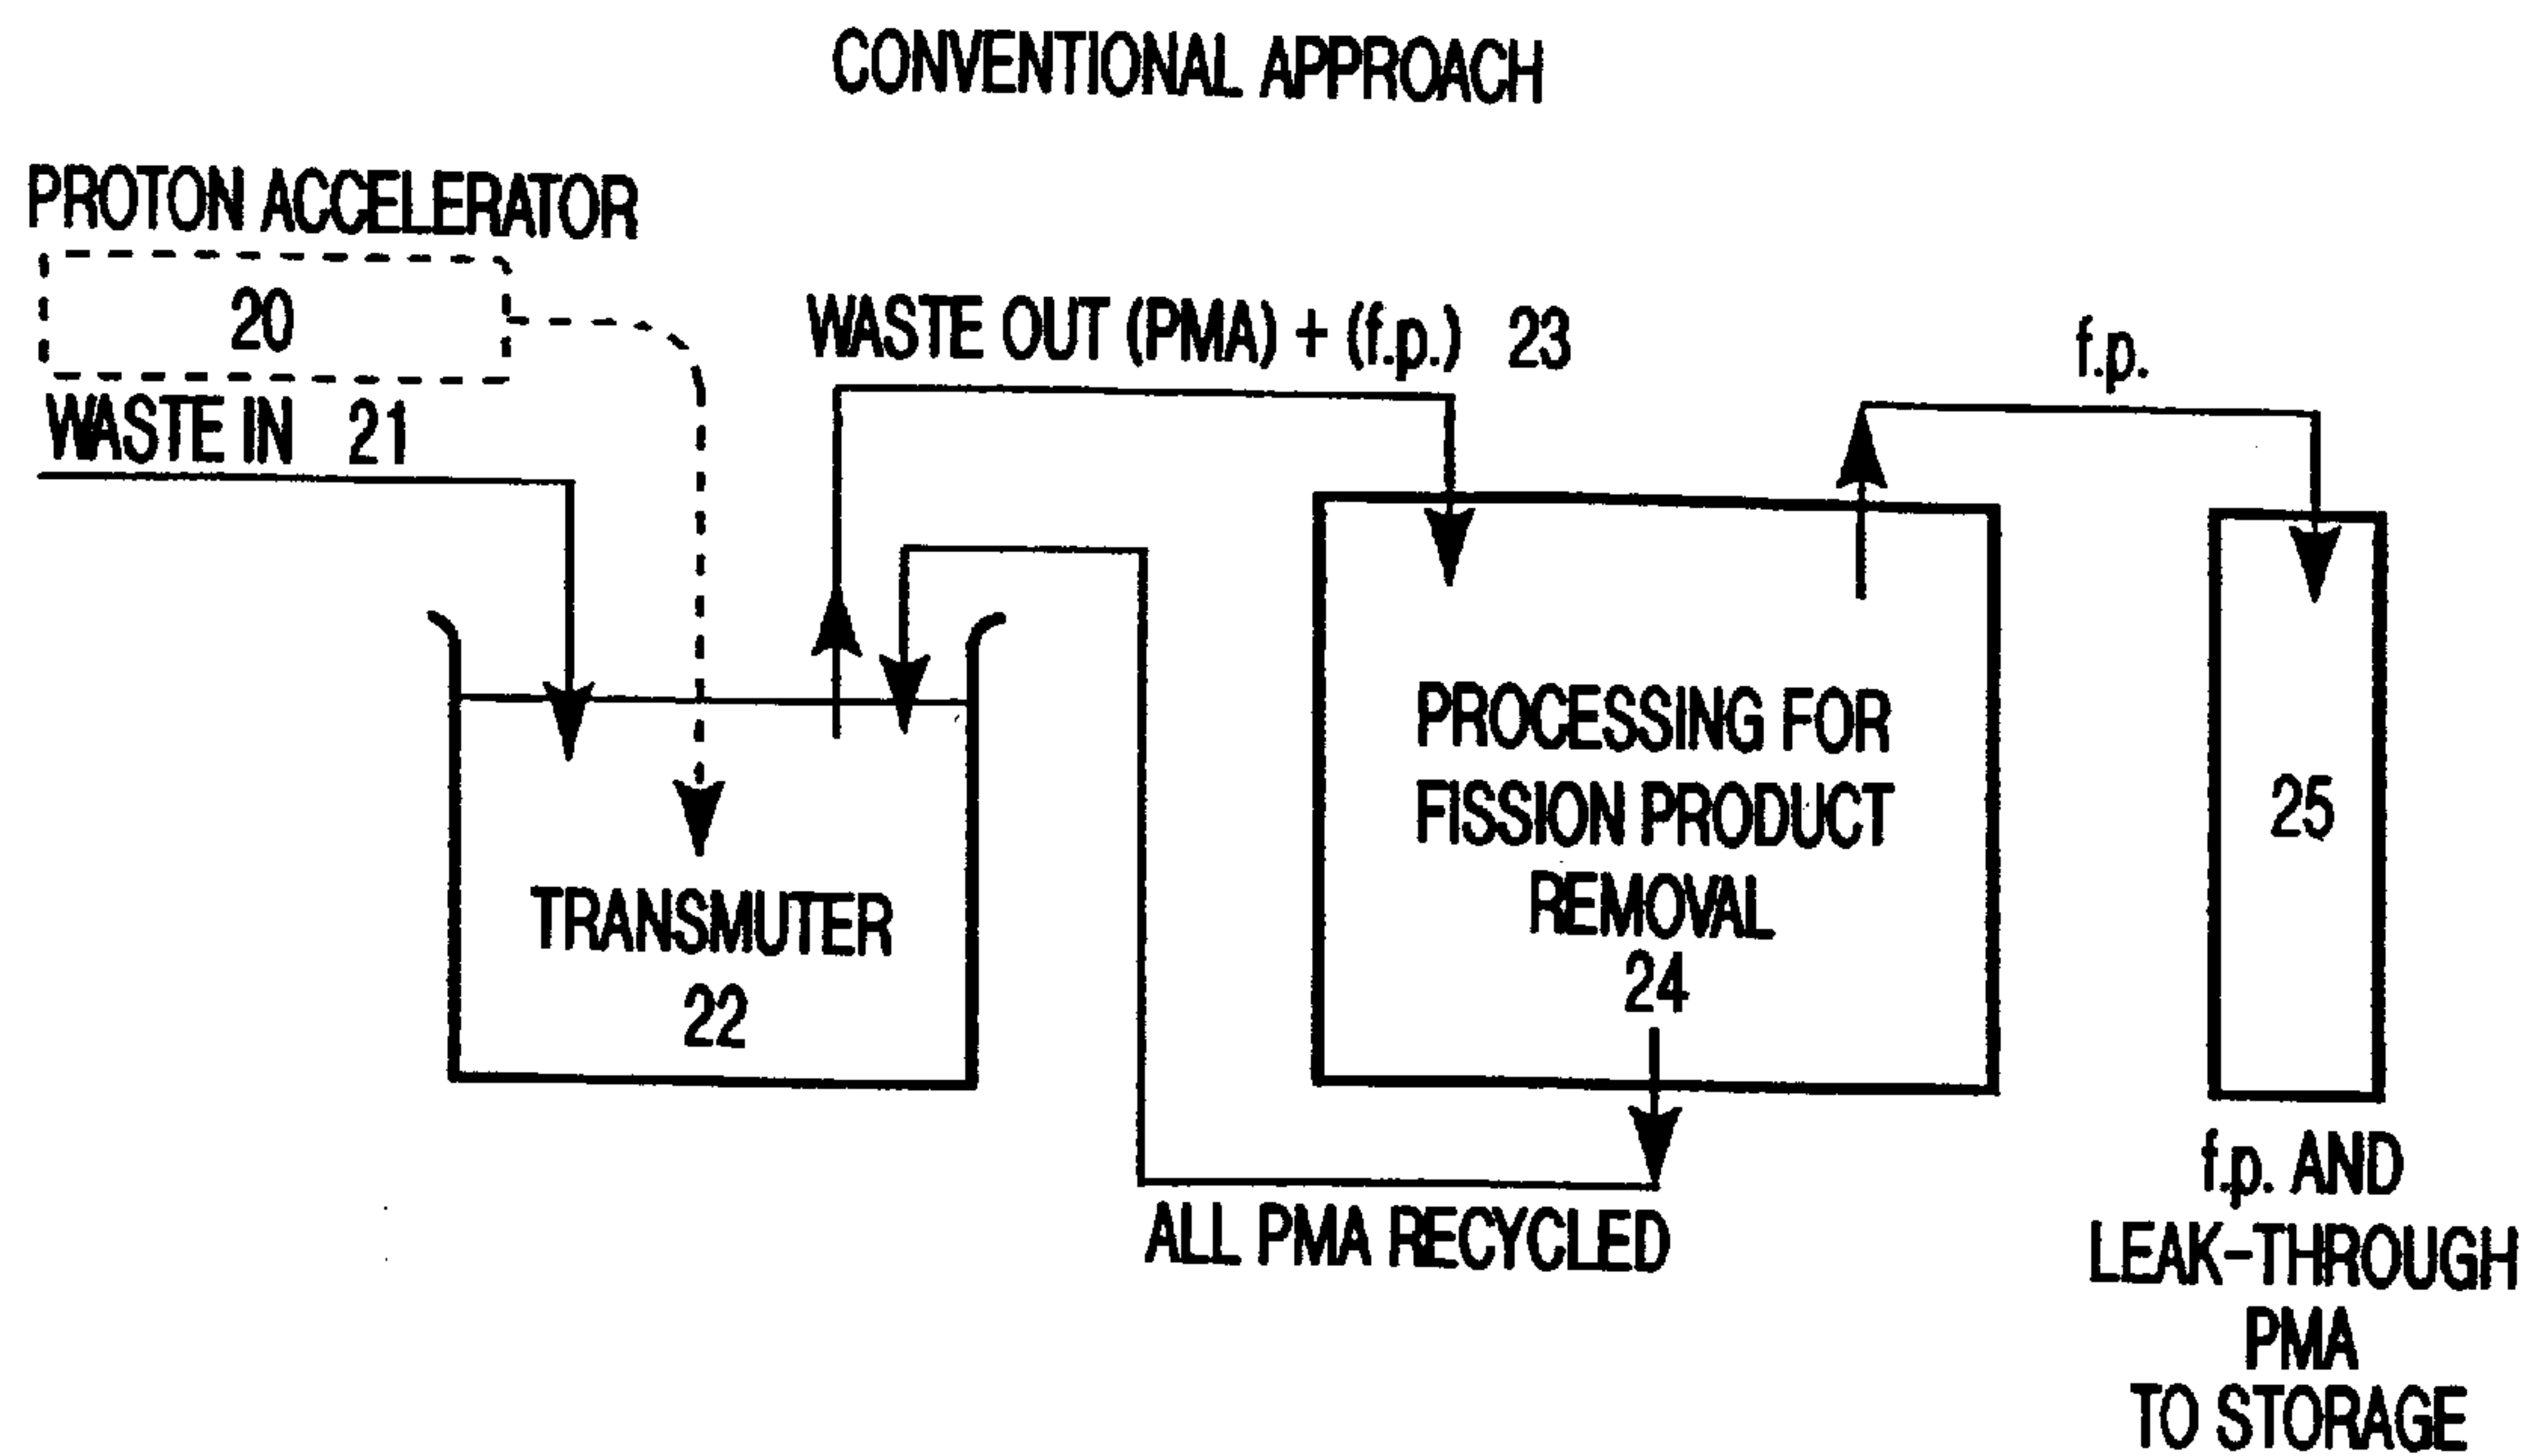 CONVENTIONAL APPROACH
PROTON ACCELERATOR
20
WASTE IN 21
WASTE OUT (PMA) + (f.p.) 23
f.p.
TRANSMUTER
22
PROCESSING FOR
FISSION PRODUCT
REMOVAL
24
25
ALL PMA RECYCLED
f.p. AND
LEAK-THROUGH
PMA
TO STORAGE